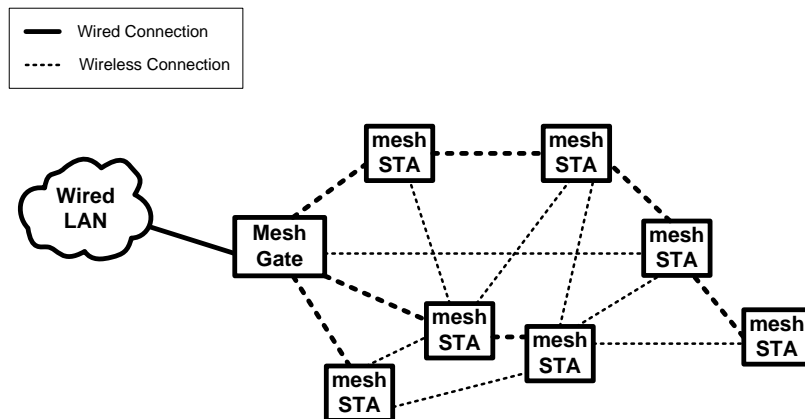 Wired Connection
Wireless Connection
mesh
STA
mesh
STA
Wired
LAN
Mesh
Gate
mesh
STA
mesh
STA
mesh
STA
mesh
STA
mesh
STA